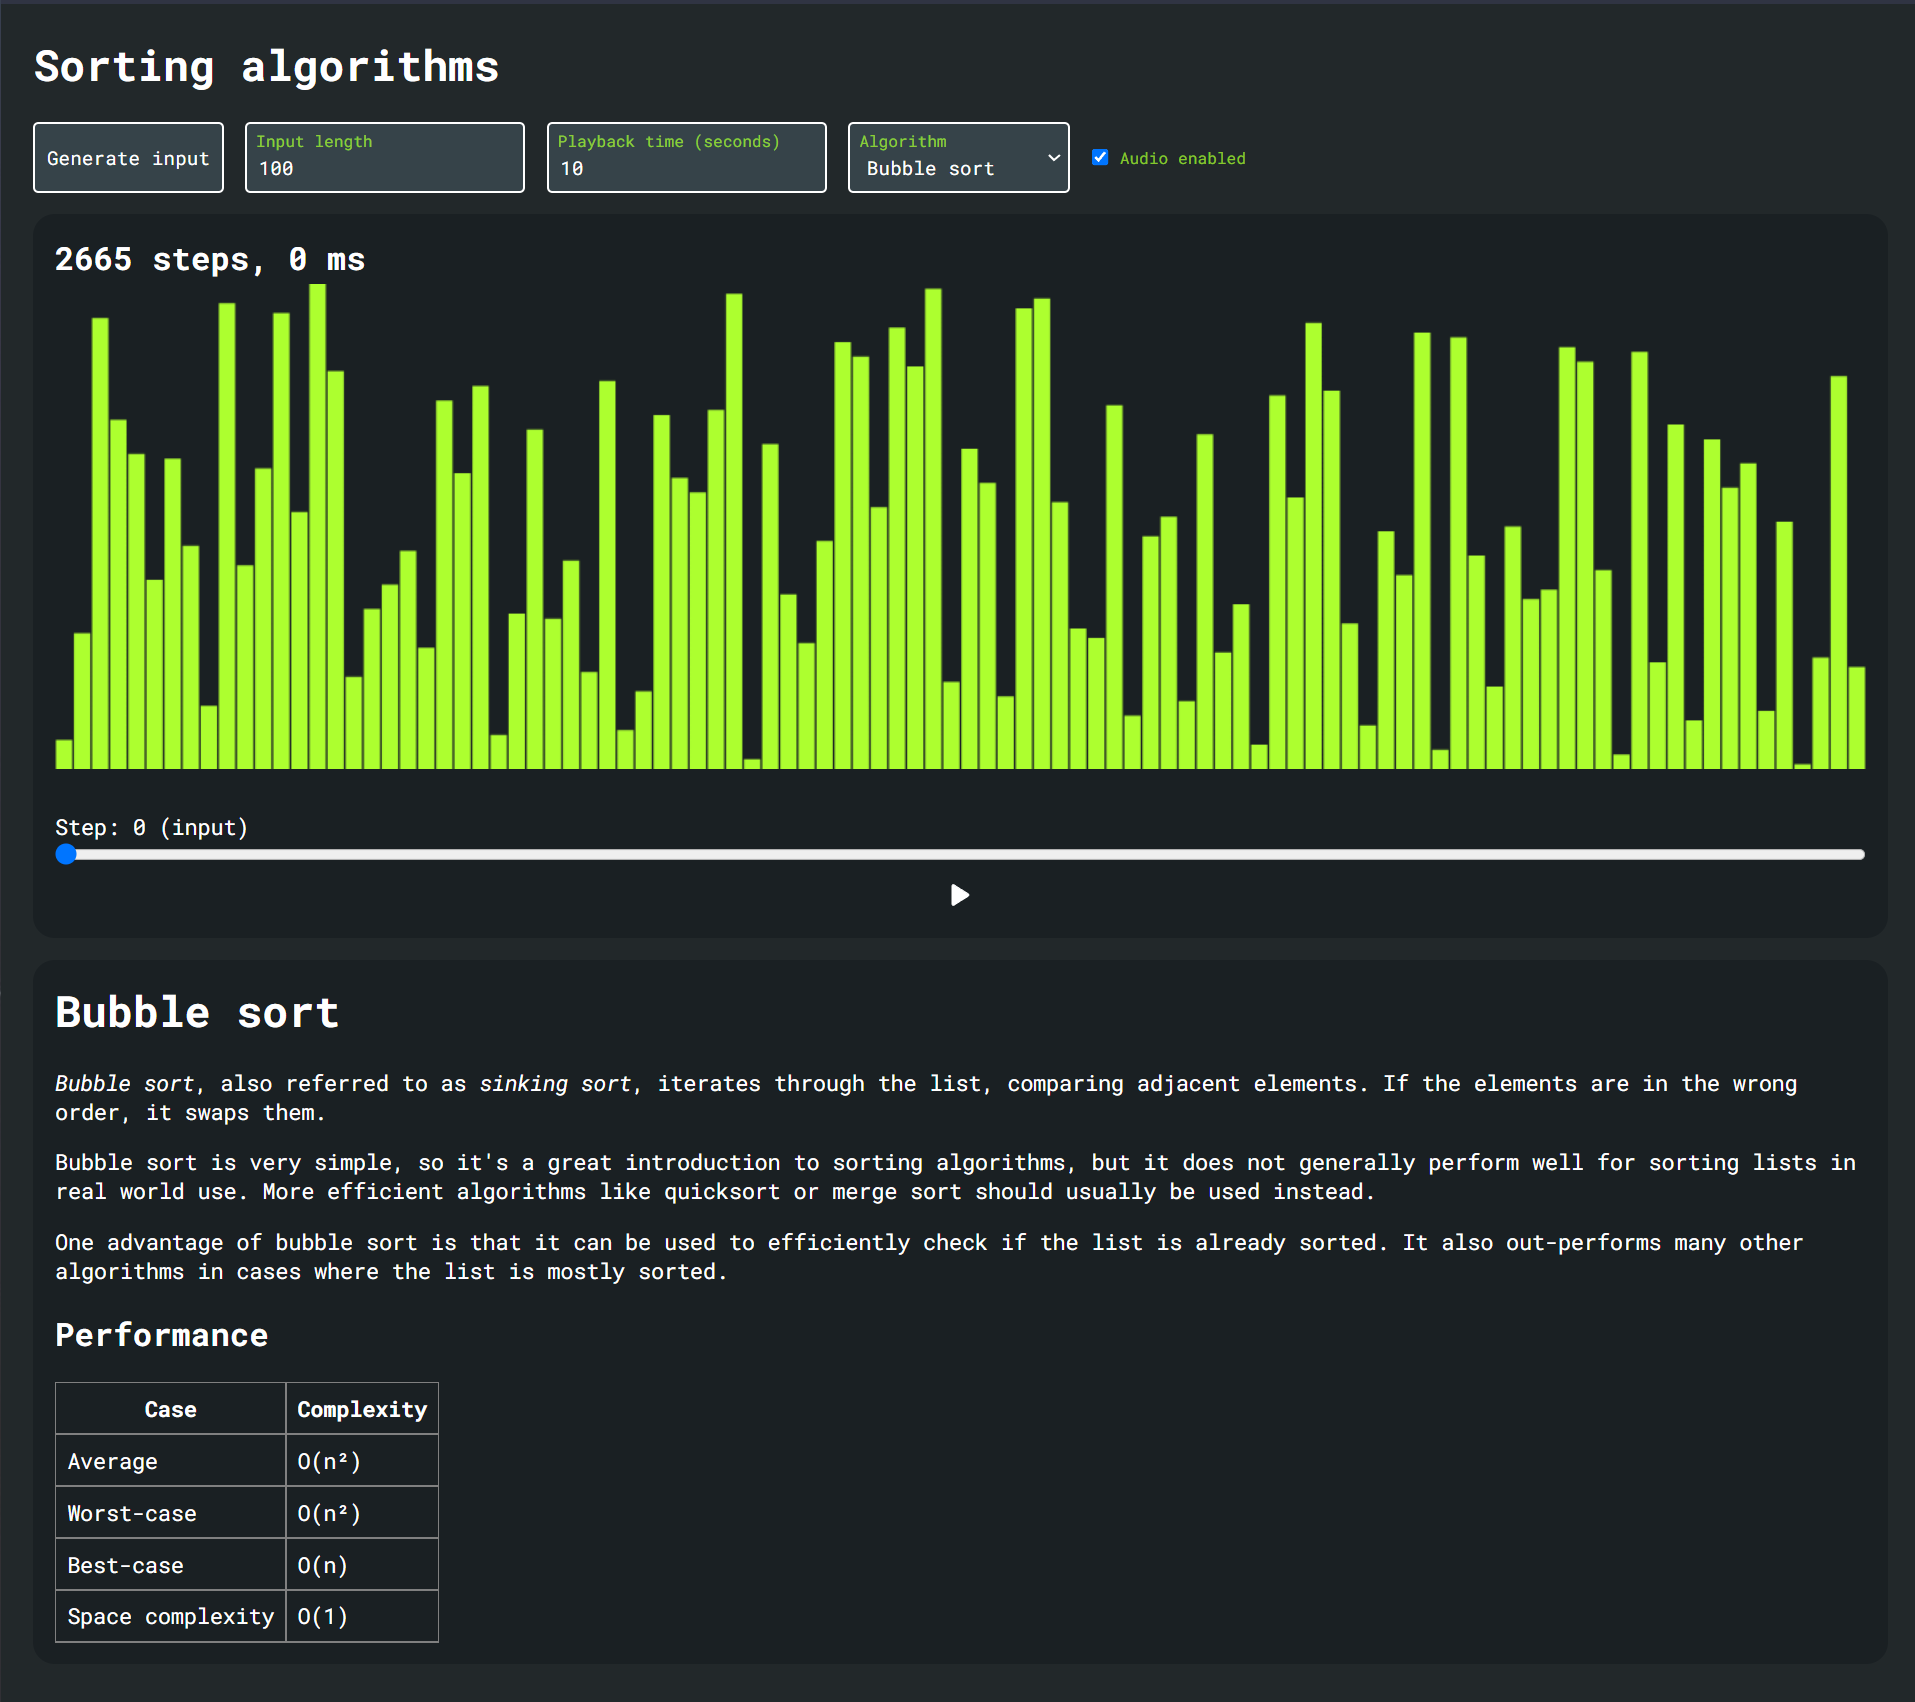 Sorting algorithms
Generate input
Input length
100
Playback time (seconds)
10
Algorithm
Bubble sort
Audio enabled
2665 steps, 0 ms
Step: 0 (input)
Bubble sort
Bubble sort, also referred to as sinking sort, iterates through the list, comparing adjacent elements. If the elements are in the wrong
order, it swaps them.
Bubble sort is very simple, so it's a great introduction to sorting algorithms, but it does not generally perform well for sorting lists in
real world use. More efficient algorithms like quicksort or merge sort should usually be used instead.
One advantage of bubble sort is that it can be used to efficiently check if the list is already sorted. It also out-performs many other
algorithms in cases where the list is mostly sorted.
Performance
Case Complexity
Average O(n²)
Worst-case O(n²)
Best-case O(n)
Space complexity O(1)